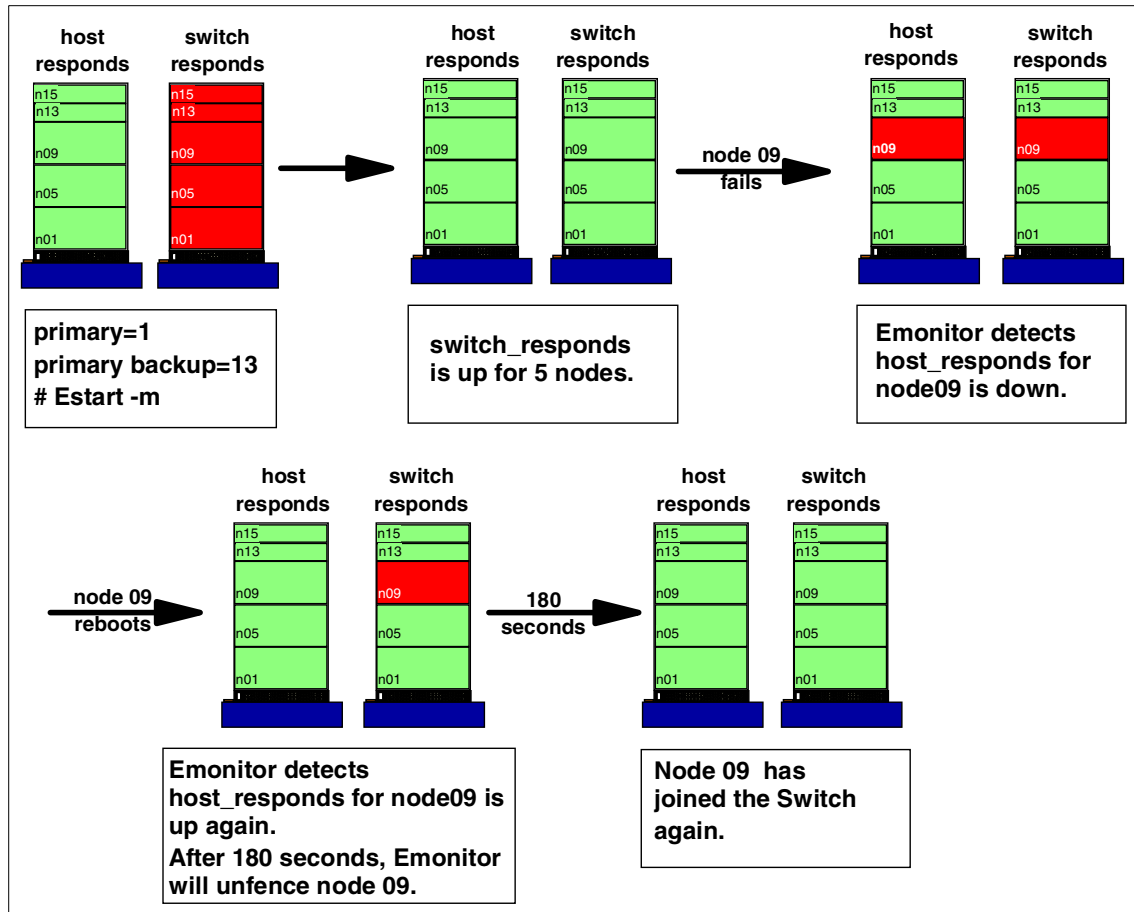 host
responds
switch
responds
n15
n13
n09
n05
n01
n15
n13
n09
n05
n01
primary=1
primary backup=13
# Estart -m
host
responds
switch
responds
n15
n13
n09
n05
n01
n15
n13
n09
n05
n01
switch_responds
is up for 5 nodes.
node 09
fails
host
responds
switch
responds
n15
n13
n09
n05
n01
n15
n13
n09
n05
n01
Emonitor detects
host_responds for
node09 is down.
node 09
reboots
host
responds
switch
responds
n15
n13
n09
n05
n01
n15
n13
n09
n05
n01
Emonitor detects
host_responds for node09 is
up again.
After 180 seconds, Emonitor
will unfence node 09.
180
seconds
host
responds
switch
responds
n15
n13
n09
n05
n01
n15
n13
n09
n05
n01
Node 09 has
joined the Switch
again.